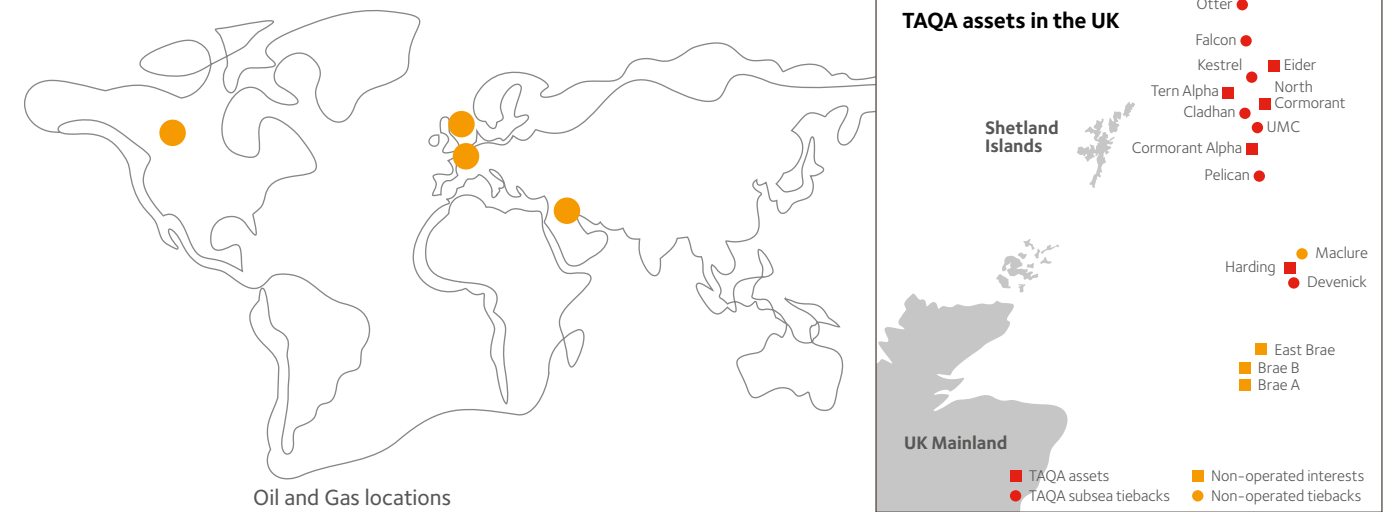 Oil and Gas locations
TAQA assets in the UK
Otter
Falcon
Kestrel
Eider
Tern Alpha
North
Cormorant
Cladhan
UMC
Cormorant Alpha
Pelican
Shetland
Islands
Maclure
Harding
Devenick
East Brae
Brae B
Brae A
UK Mainland
TAQA assets
Non-operated interests
TAQA subsea tiebacks
Non-operated tiebacks